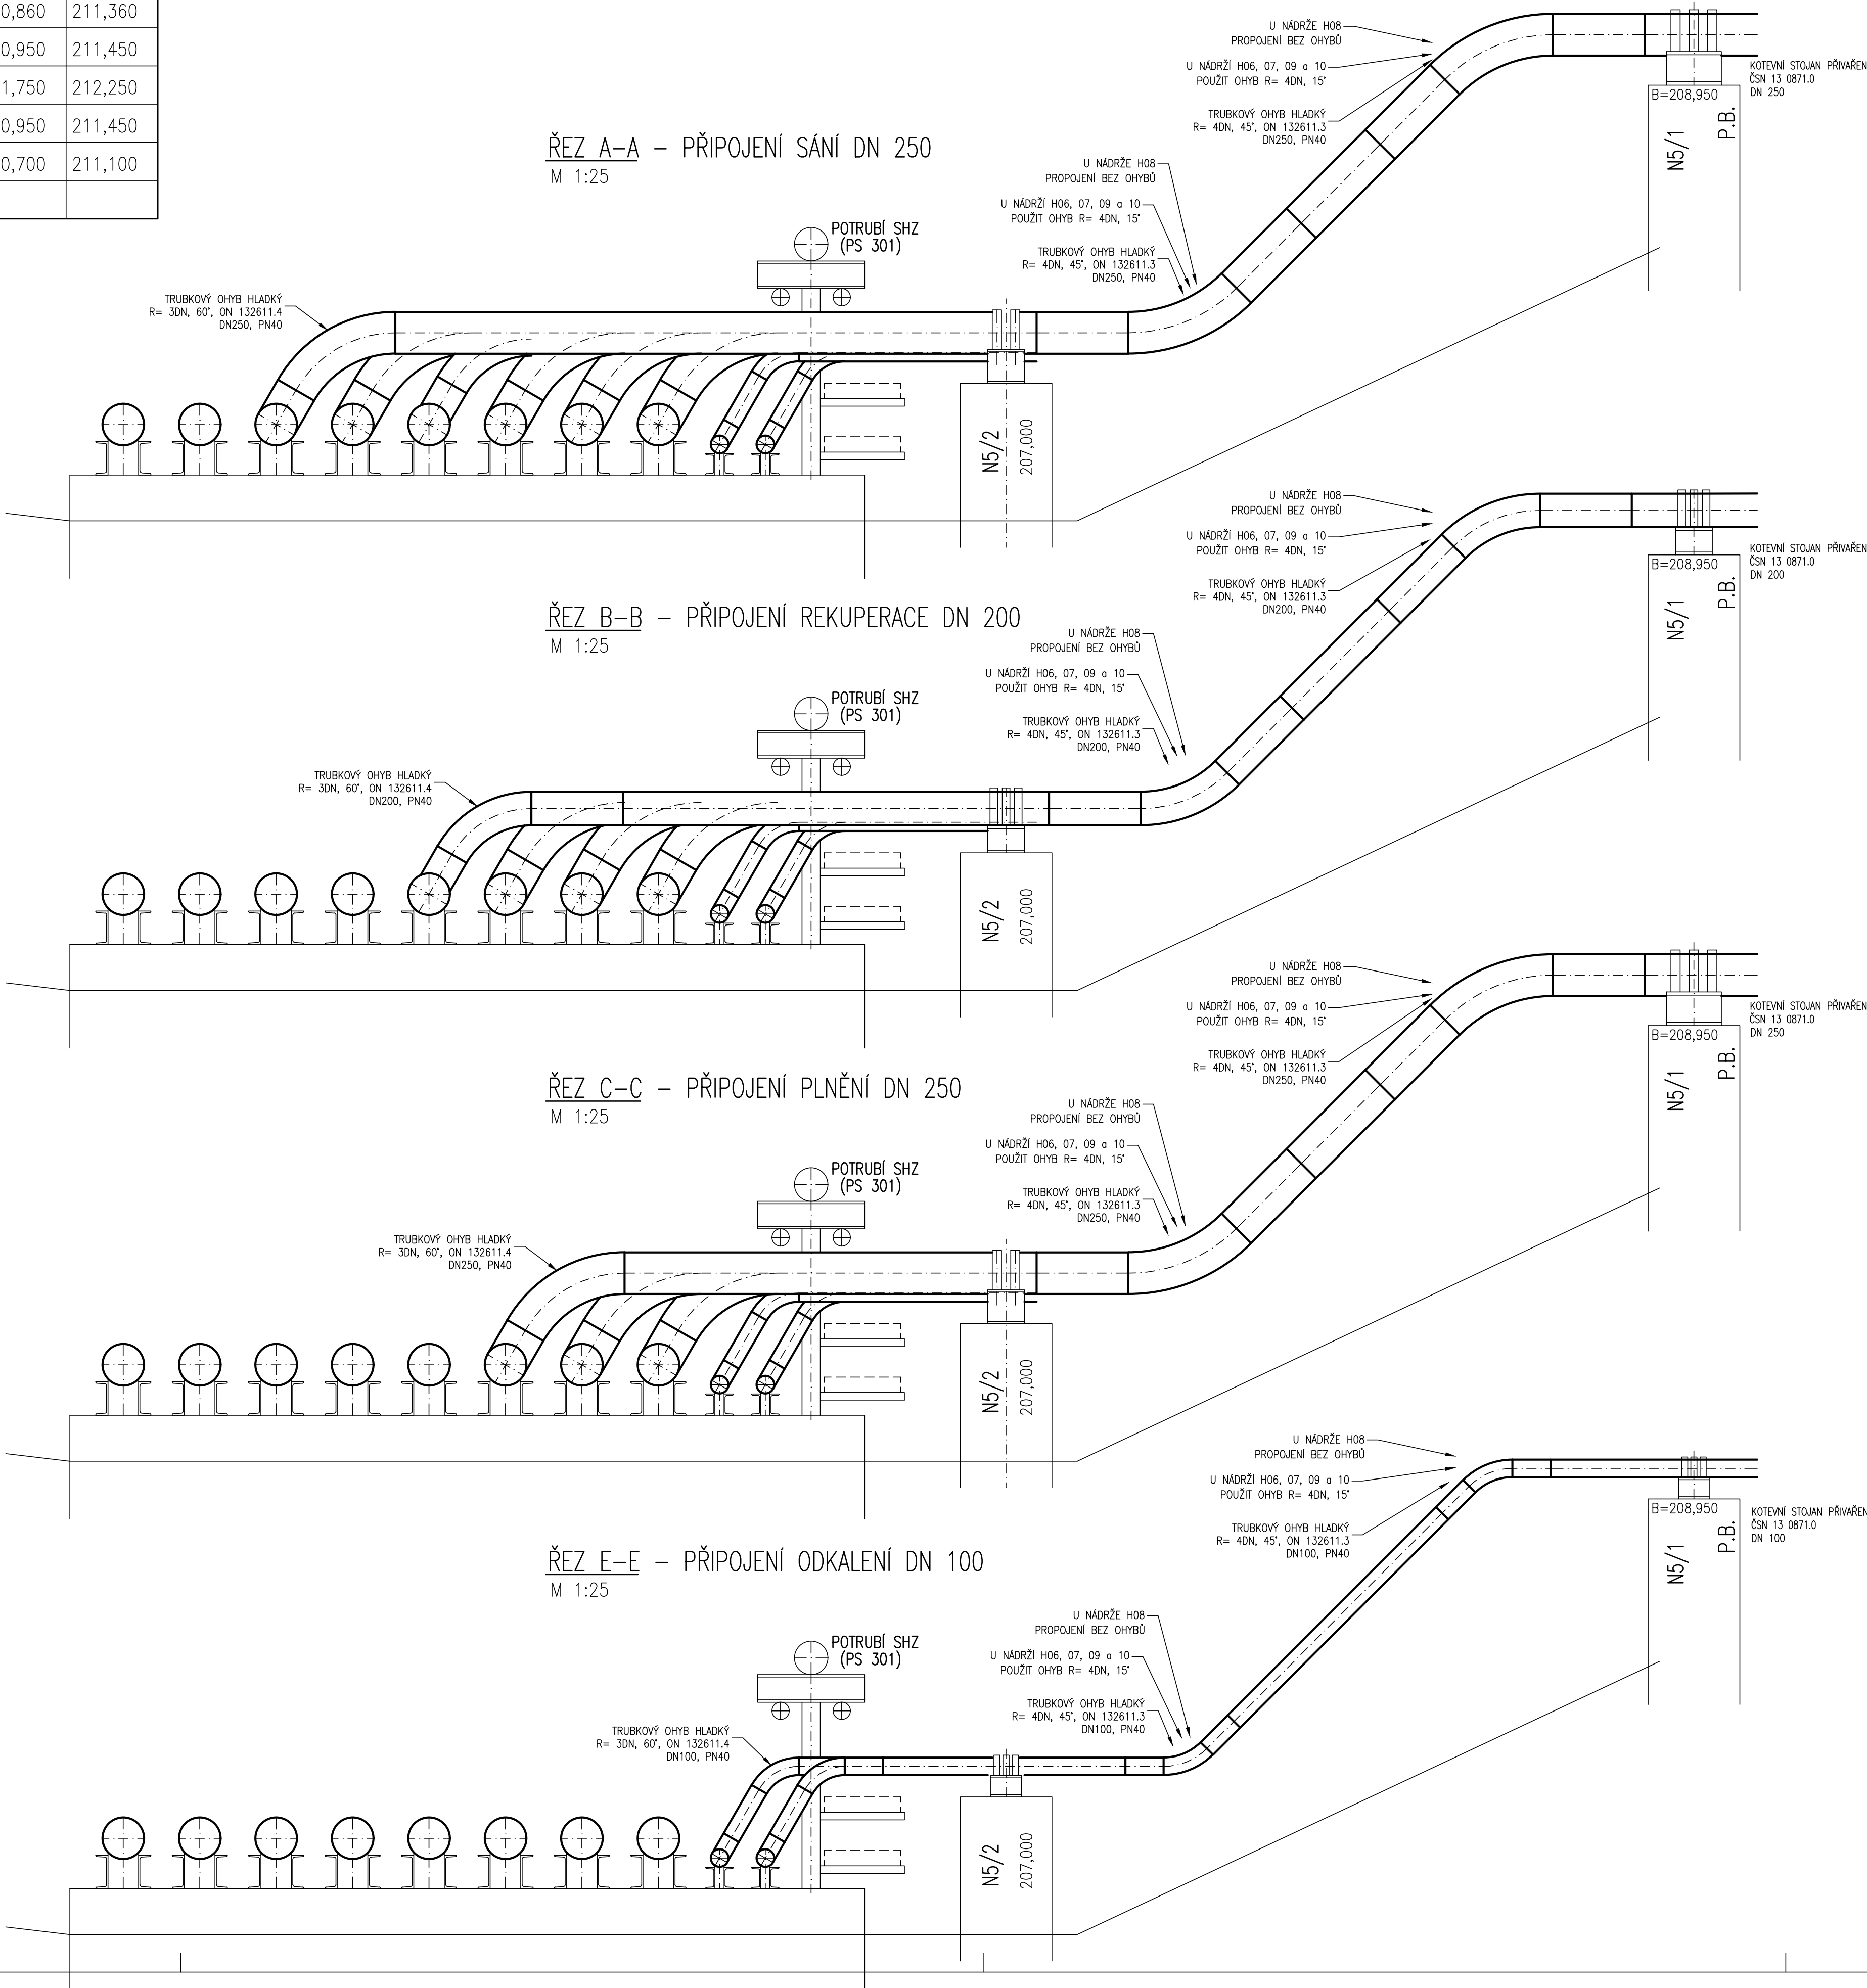 0,860 211,360
0,950 211,450
1,750 212,250
0,950 211,450
0,700 211,100
ŘEZ A-A - PŘIPOJENÍ SÁNÍ DN 250
M 1:25
U NÁDRŽE H08
PROPOJENÍ BEZ OHYBŮ
U NÁDRŽÍ H06, 07, 09 a 10
POUŽIT OHYB R= 4DN, 15°
TRUBKOVÝ OHYB HLADKÝ
R= 4DN, 45°, ON 132611.3
DN250, PN40
KOTEVNÍ STOJAN PŘIVAŘEN
ČSN 13 0871.0
DN 250
B=208,950
N5/1
P.B.
U NÁDRŽE H08
PROPOJENÍ BEZ OHYBŮ
U NÁDRŽÍ H06, 07, 09 a 10
POUŽIT OHYB R= 4DN, 15°
TRUBKOVÝ OHYB HLADKÝ
R= 4DN, 45°, ON 132611.3
DN250, PN40
POTRUBÍ SHZ
(PS 301)
TRUBKOVÝ OHYB HLADKÝ
R= 3DN, 60°, ON 132611.4
DN250, PN40
N5/2
207,000
ŘEZ B-B - PŘIPOJENÍ REKUPERACE DN 200
M 1:25
U NÁDRŽE H08
PROPOJENÍ BEZ OHYBŮ
U NÁDRŽÍ H06, 07, 09 a 10
POUŽIT OHYB R= 4DN, 15°
TRUBKOVÝ OHYB HLADKÝ
R= 4DN, 45°, ON 132611.3
DN200, PN40
KOTEVNÍ STOJAN PŘIVAŘEN
ČSN 13 0871.0
DN 200
B=208,950
N5/1
P.B.
U NÁDRŽE H08
PROPOJENÍ BEZ OHYBŮ
U NÁDRŽÍ H06, 07, 09 a 10
POUŽIT OHYB R= 4DN, 15°
TRUBKOVÝ OHYB HLADKÝ
R= 4DN, 45°, ON 132611.3
DN200, PN40
POTRUBÍ SHZ
(PS 301)
TRUBKOVÝ OHYB HLADKÝ
R= 3DN, 60°, ON 132611.4
DN200, PN40
N5/2
207,000
ŘEZ C-C - PŘIPOJENÍ PLNĚNÍ DN 250
M 1:25
U NÁDRŽE H08
PROPOJENÍ BEZ OHYBŮ
U NÁDRŽÍ H06, 07, 09 a 10
POUŽIT OHYB R= 4DN, 15°
TRUBKOVÝ OHYB HLADKÝ
R= 4DN, 45°, ON 132611.3
DN250, PN40
KOTEVNÍ STOJAN PŘIVAŘEN
ČSN 13 0871.0
DN 250
B=208,950
N5/1
P.B.
U NÁDRŽE H08
PROPOJENÍ BEZ OHYBŮ
U NÁDRŽÍ H06, 07, 09 a 10
POUŽIT OHYB R= 4DN, 15°
TRUBKOVÝ OHYB HLADKÝ
R= 4DN, 45°, ON 132611.3
DN250, PN40
POTRUBÍ SHZ
(PS 301)
TRUBKOVÝ OHYB HLADKÝ
R= 3DN, 60°, ON 132611.4
DN250, PN40
N5/2
207,000
ŘEZ E-E - PŘIPOJENÍ ODKALENÍ DN 100
M 1:25
U NÁDRŽE H08
PROPOJENÍ BEZ OHYBŮ
U NÁDRŽÍ H06, 07, 09 a 10
POUŽIT OHYB R= 4DN, 15°
TRUBKOVÝ OHYB HLADKÝ
R= 4DN, 45°, ON 132611.3
DN100, PN40
KOTEVNÍ STOJAN PŘIVAŘEN
ČSN 13 0871.0
DN 100
B=208,950
N5/1
P.B.
U NÁDRŽE H08
PROPOJENÍ BEZ OHYBŮ
U NÁDRŽÍ H06, 07, 09 a 10
POUŽIT OHYB R= 4DN, 15°
TRUBKOVÝ OHYB HLADKÝ
R= 4DN, 45°, ON 132611.3
DN100, PN40
POTRUBÍ SHZ
(PS 301)
TRUBKOVÝ OHYB HLADKÝ
R= 3DN, 60°, ON 132611.4
DN100, PN40
N5/2
207,000